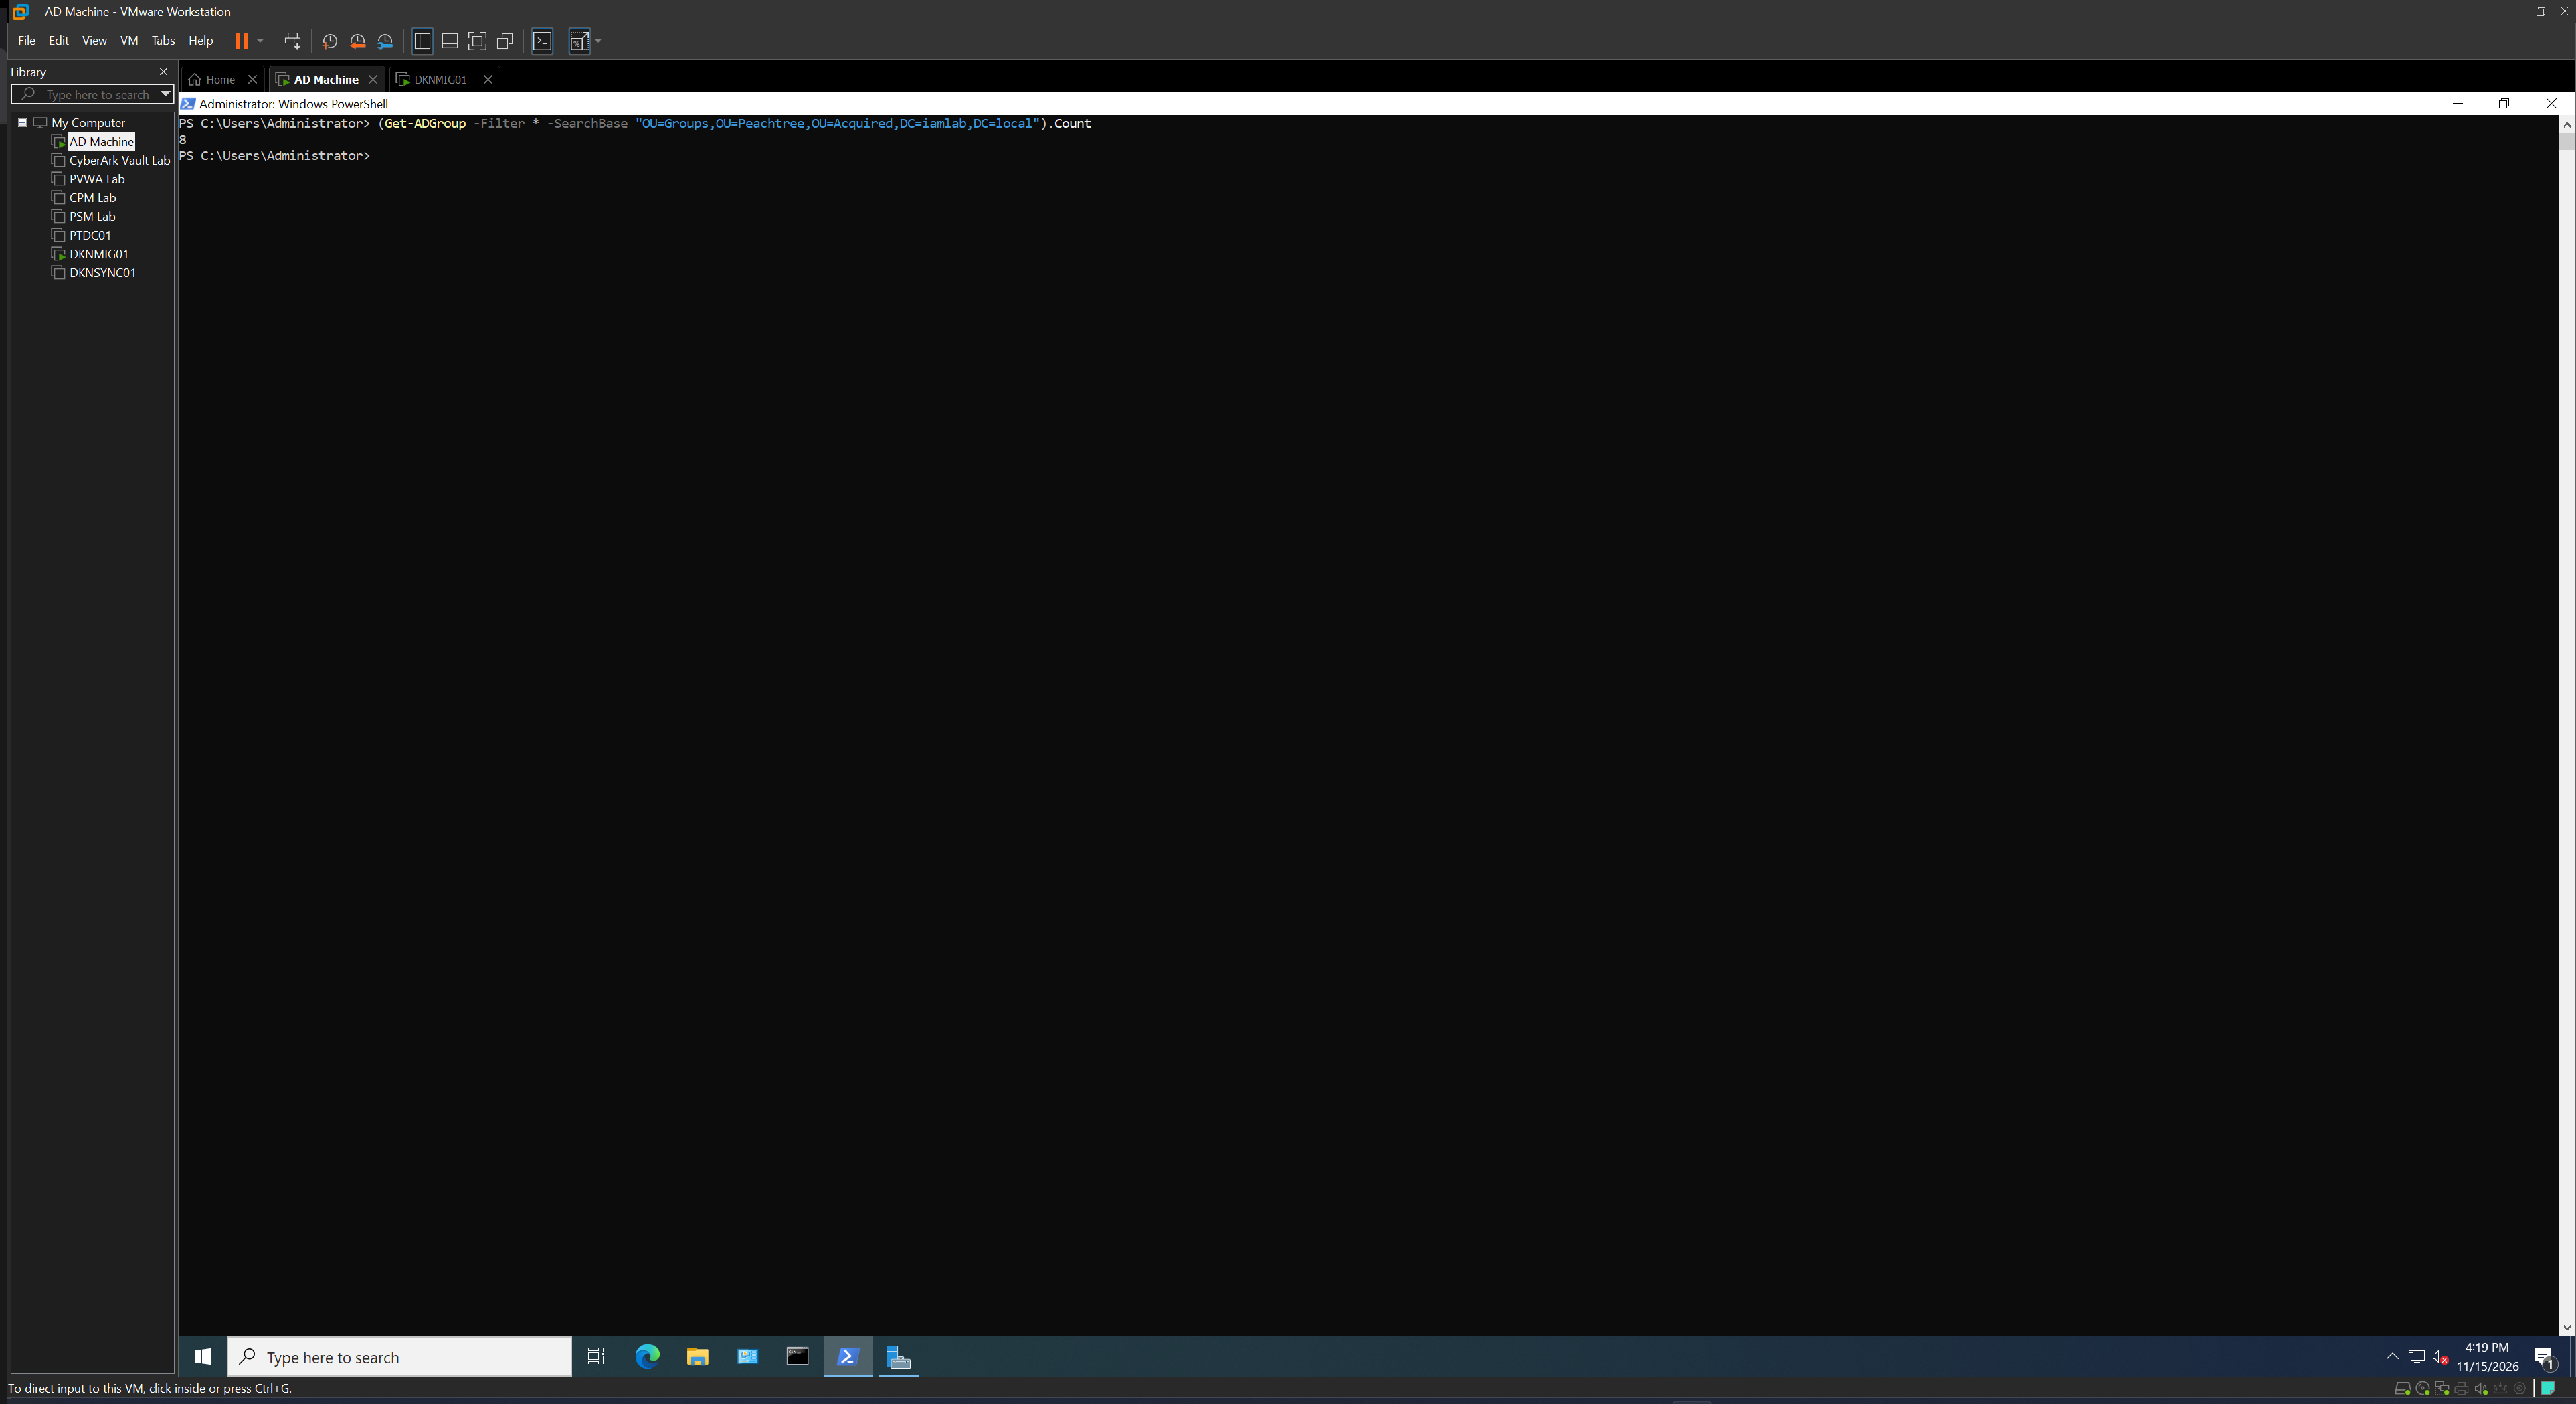 AD Machine - VMware Workstation
File Edit View VM Tabs Help
Library
Type here to search
My Computer
AD Machine
CyberArk Vault Lab
PVWA Lab
CPM Lab
PSM Lab
PTDC01
DKNMIG01
DKNSYNC01
Home AD Machine DKNMIG01
Administrator: Windows PowerShell
PS C:\Users\Administrator> (Get-ADGroup -Filter * -SearchBase "OU=Groups,OU=Peachtree,OU=Acquired,DC=iamlab,DC=local").Count
8
PS C:\Users\Administrator>
Type here to search
4:19 PM
11/15/2026
1
To direct input to this VM, click inside or press Ctrl+G.